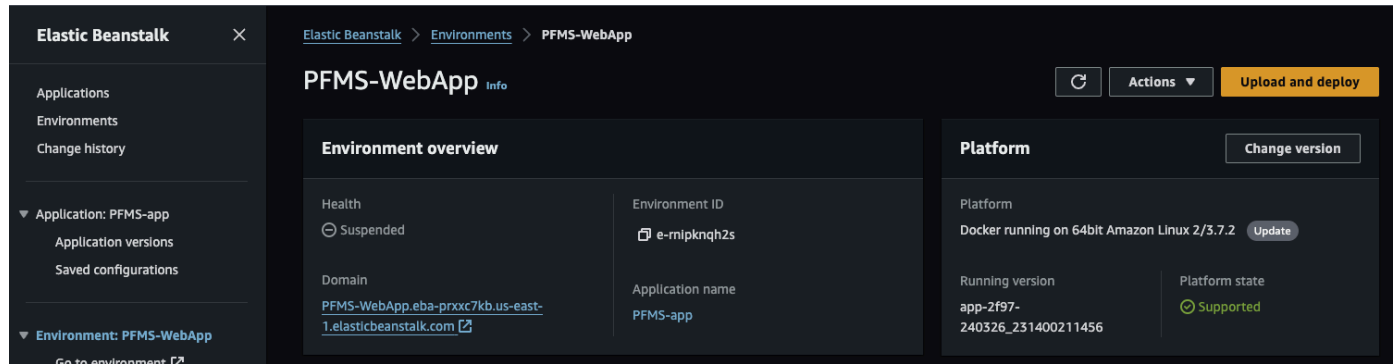 Elastic Beanstalk
Applications
Environments
Change history
Application: PFMS-app
Application versions
Saved configurations
Environment: PFMS-WebApp
Go to environment
Elastic Beanstalk > Environments > PFMS-WebApp
PFMS-WebApp Info
Actions
Upload and deploy
Environment overview
Health
Suspended
Domain
PFMS-WebApp.eba-prxxc7kb.us-east-
1.elasticbeanstalk.com
Environment ID
e-rnipknqh2s
Application name
PFMS-app
Platform
Change version
Platform
Docker running on 64bit Amazon Linux 2/3.7.2 Update
Running version
app-2f97-
240326_231400211456
Platform state
Supported